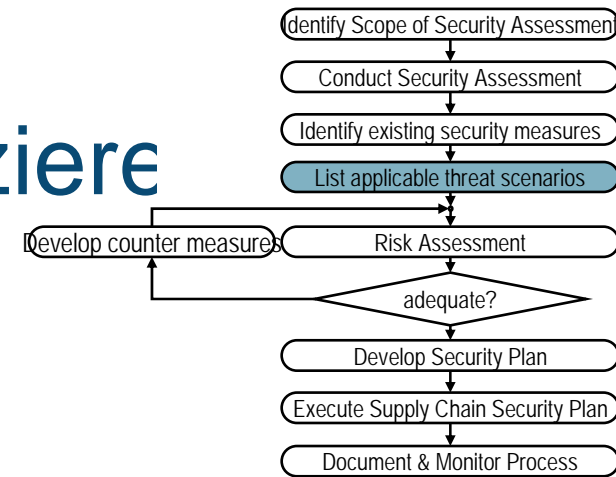 Identify Scope of Security Assessment
Conduct Security Assessment
Identify existing security measures
ziere
List applicable threat scenarios
Develop counter measures
Risk Assessment
adequate?
Develop Security Plan
Execute Supply Chain Security Plan
Document & Monitor Process